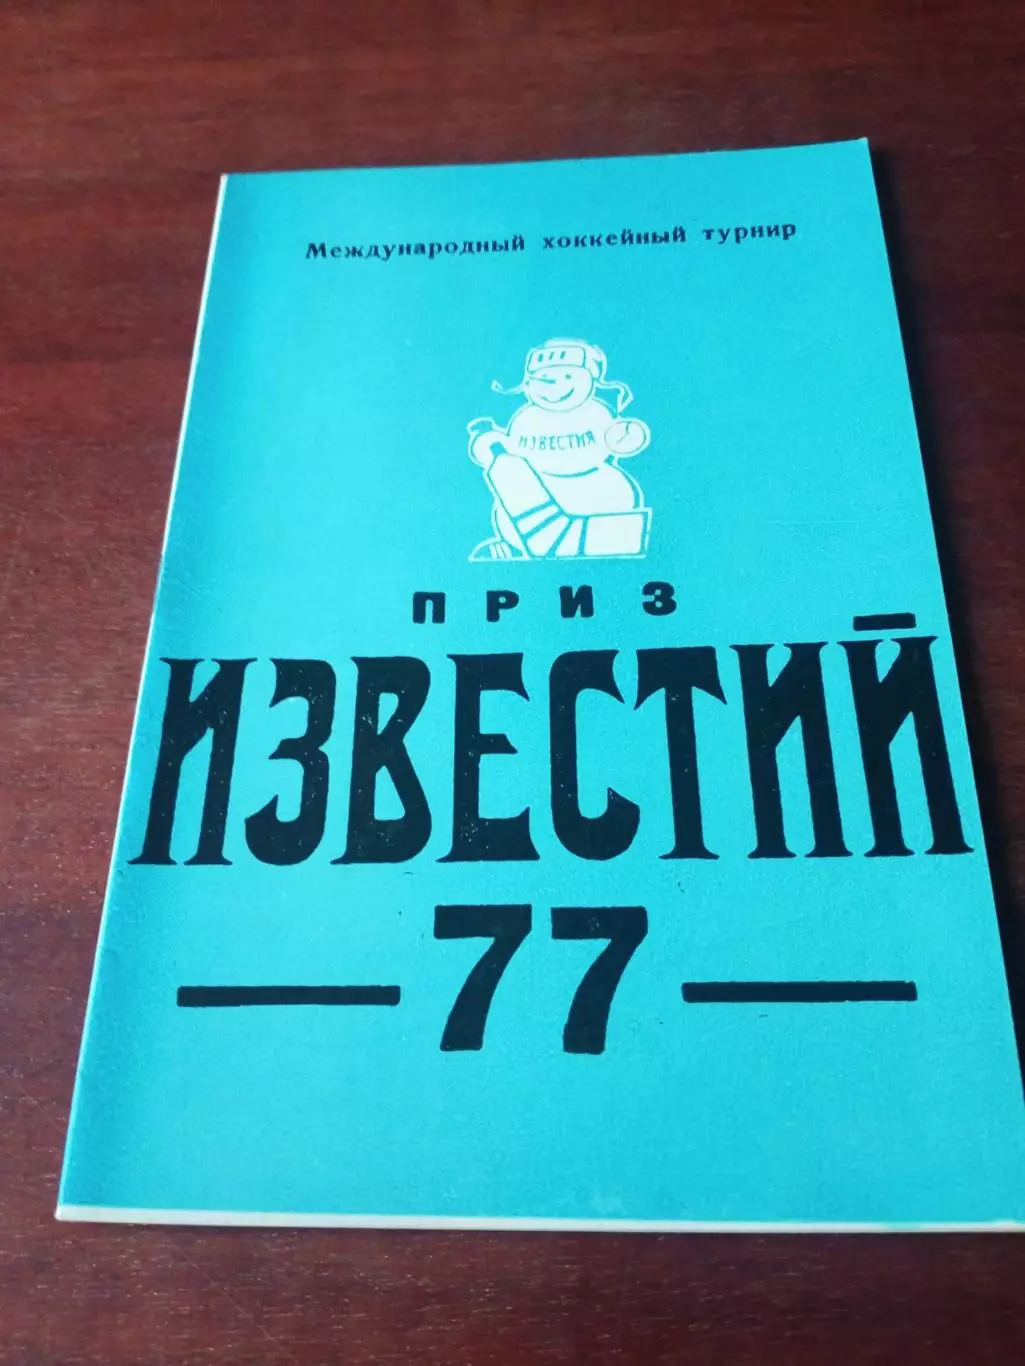 Международный хоккейный турнир
ИЗВЕСТИЯ
ПРИЗ
ИЗВЕСТИЙ
— 77 —